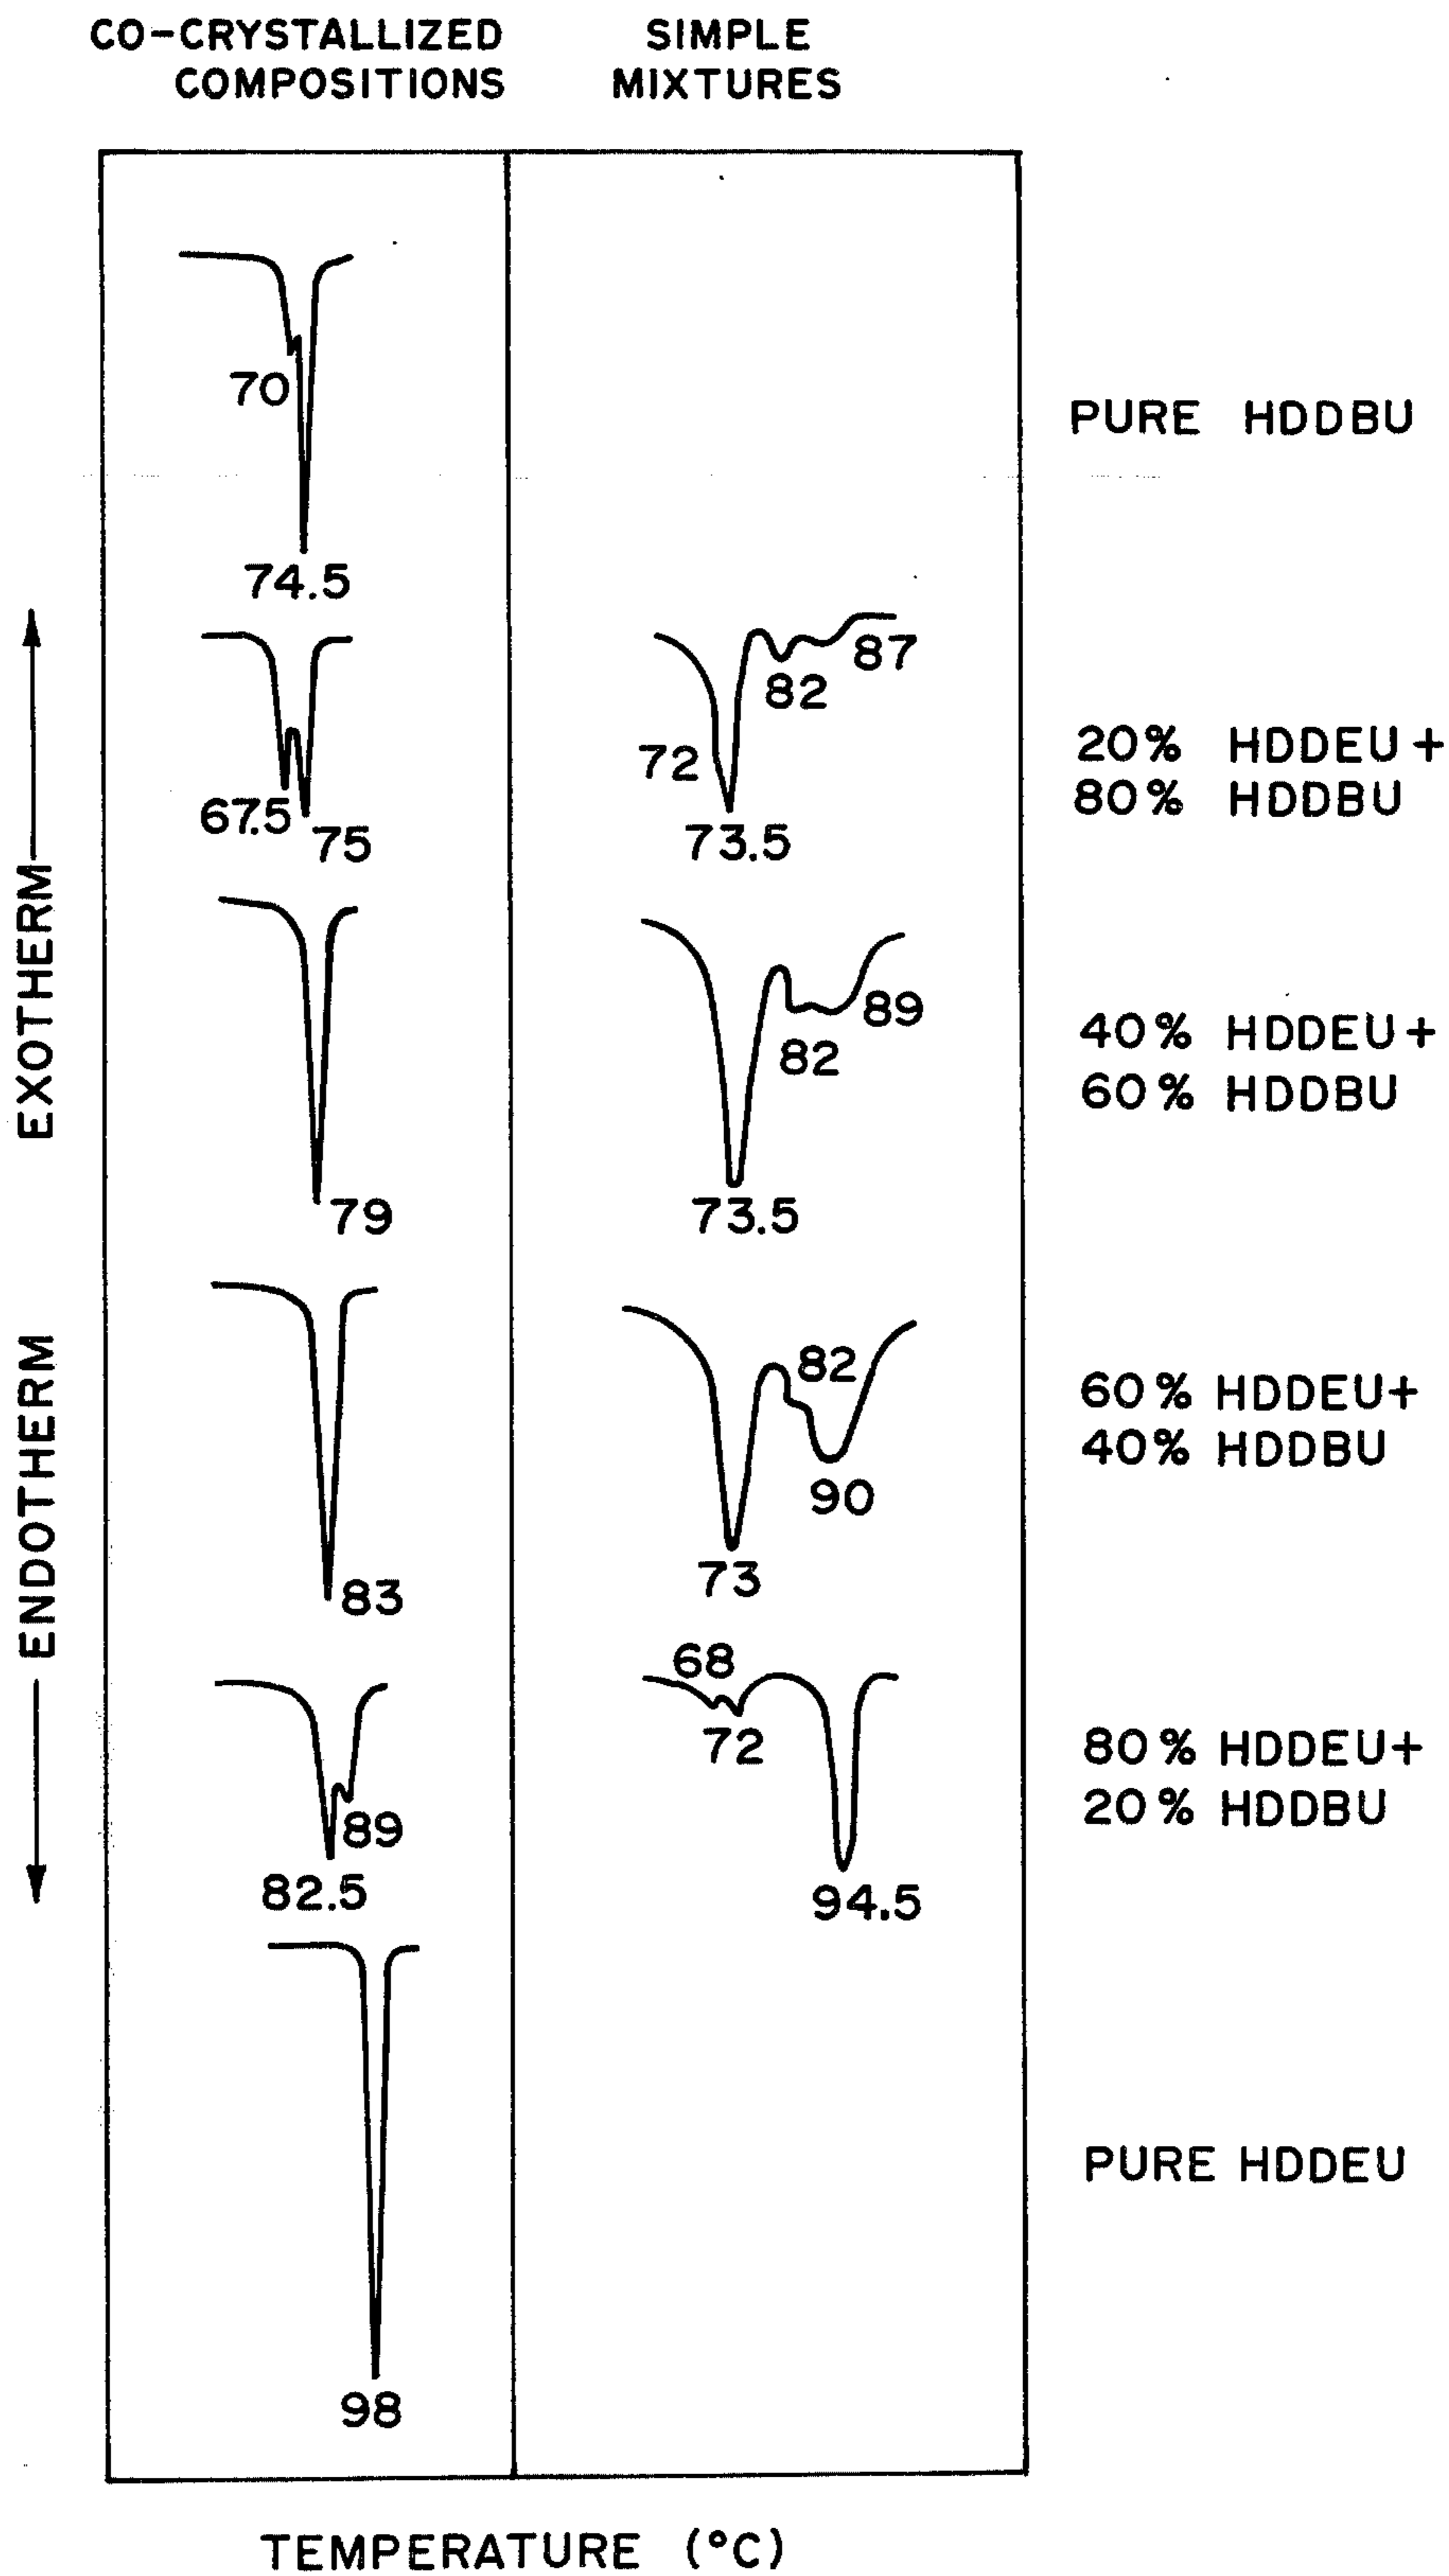 CO-CRYSTALLIZED
COMPOSITIONS
SIMPLE
MIXTURES
70
74.5
PURE HDDBU
67.5
75
72
73.5
82
87
20% HDDEU+
80% HDDBU
79
73.5
82
89
40% HDDEU+
60% HDDBU
83
73
82
90
60% HDDEU+
40% HDDBU
82.5
89
68
72
94.5
80% HDDEU+
20% HDDBU
98
PURE HDDEU
EXOTHERM
ENDOTHERM
TEMPERATURE (°C)